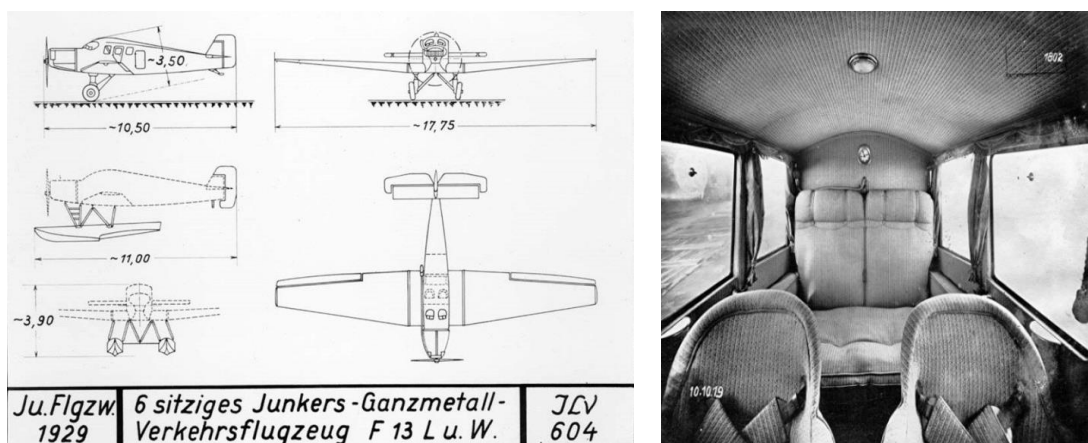 ~3,50
~10,50
~17,75
~11,00
~3,90
Ju.Flgzw.
1929
6 sitziges Junkers-Ganzmetall-
Verkehrsflugzeug F 13 L u. W.
JLV
604
1802
10.10.19